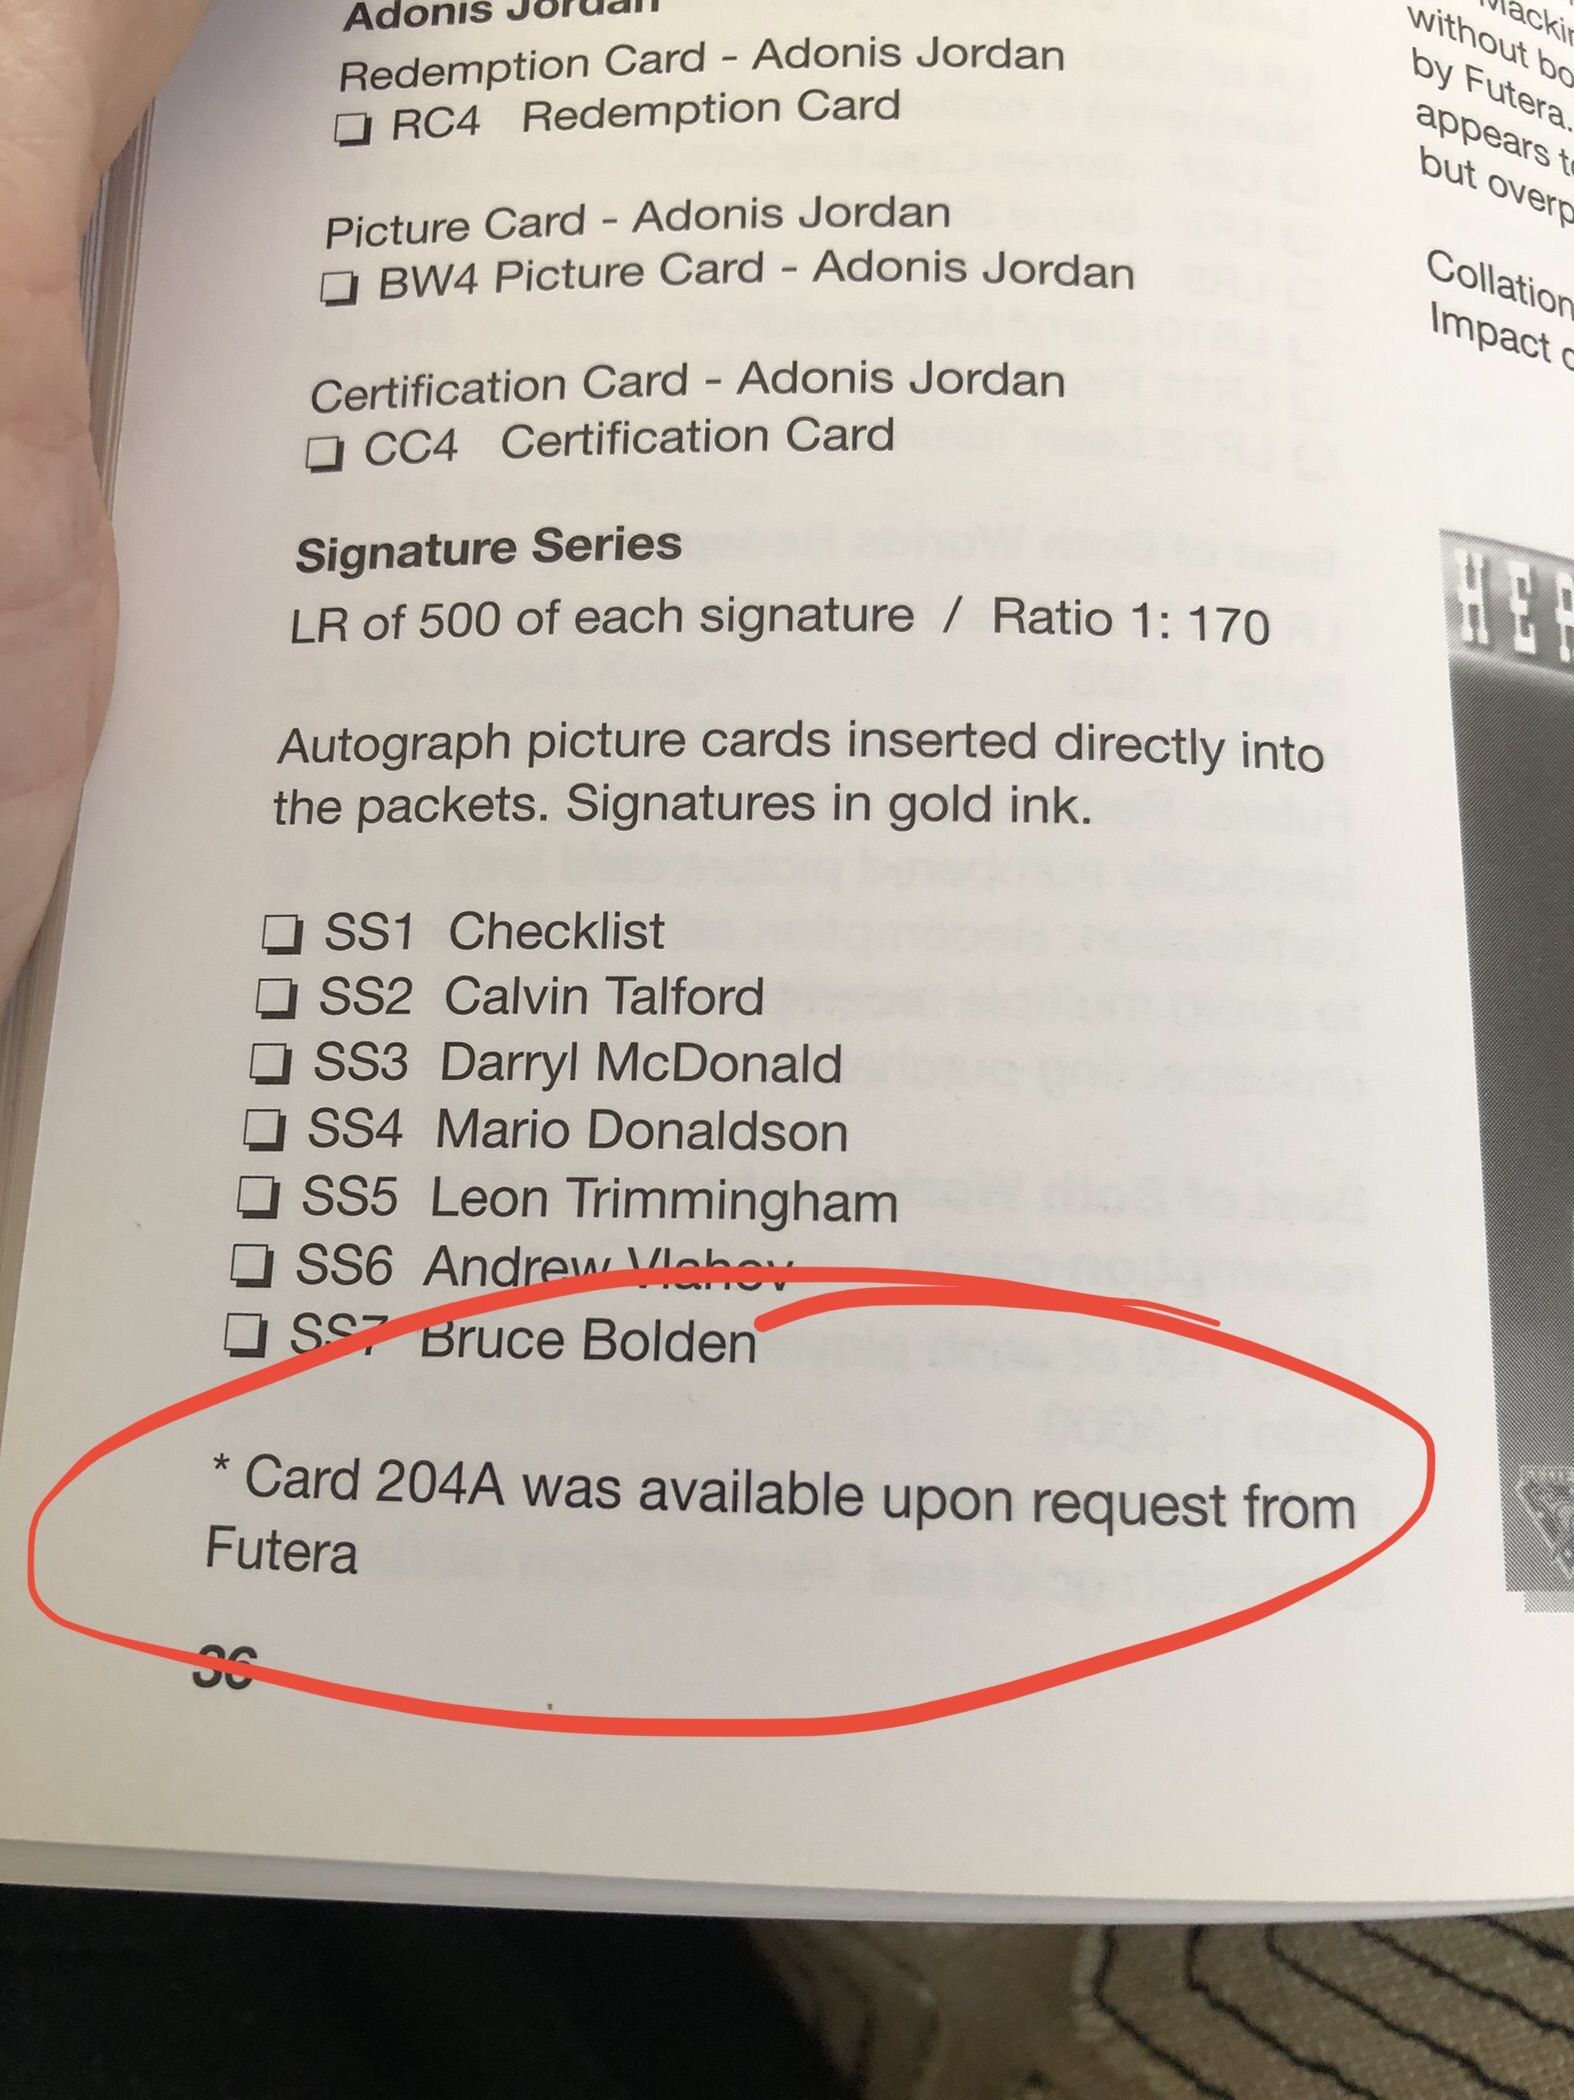 Adonis Jordan
Redemption Card - Adonis Jordan
❏ RC4 Redemption Card
Picture Card - Adonis Jordan
❏ BW4 Picture Card - Adonis Jordan
Certification Card - Adonis Jordan
❏ CC4 Certification Card
Signature Series
LR of 500 of each signature / Ratio 1: 170
Autograph picture cards inserted directly into
the packets. Signatures in gold ink.
❏ SS1 Checklist
❏ SS2 Calvin Talford
❏ SS3 Darryl McDonald
❏ SS4 Mario Donaldson
❏ SS5 Leon Trimmingham
❏ SS6 Andrew Vlahov
❏ SS7 Bruce Bolden
* Card 204A was available upon request from
Futera
36
without
by Futera.
appears
but
Collation
Impact